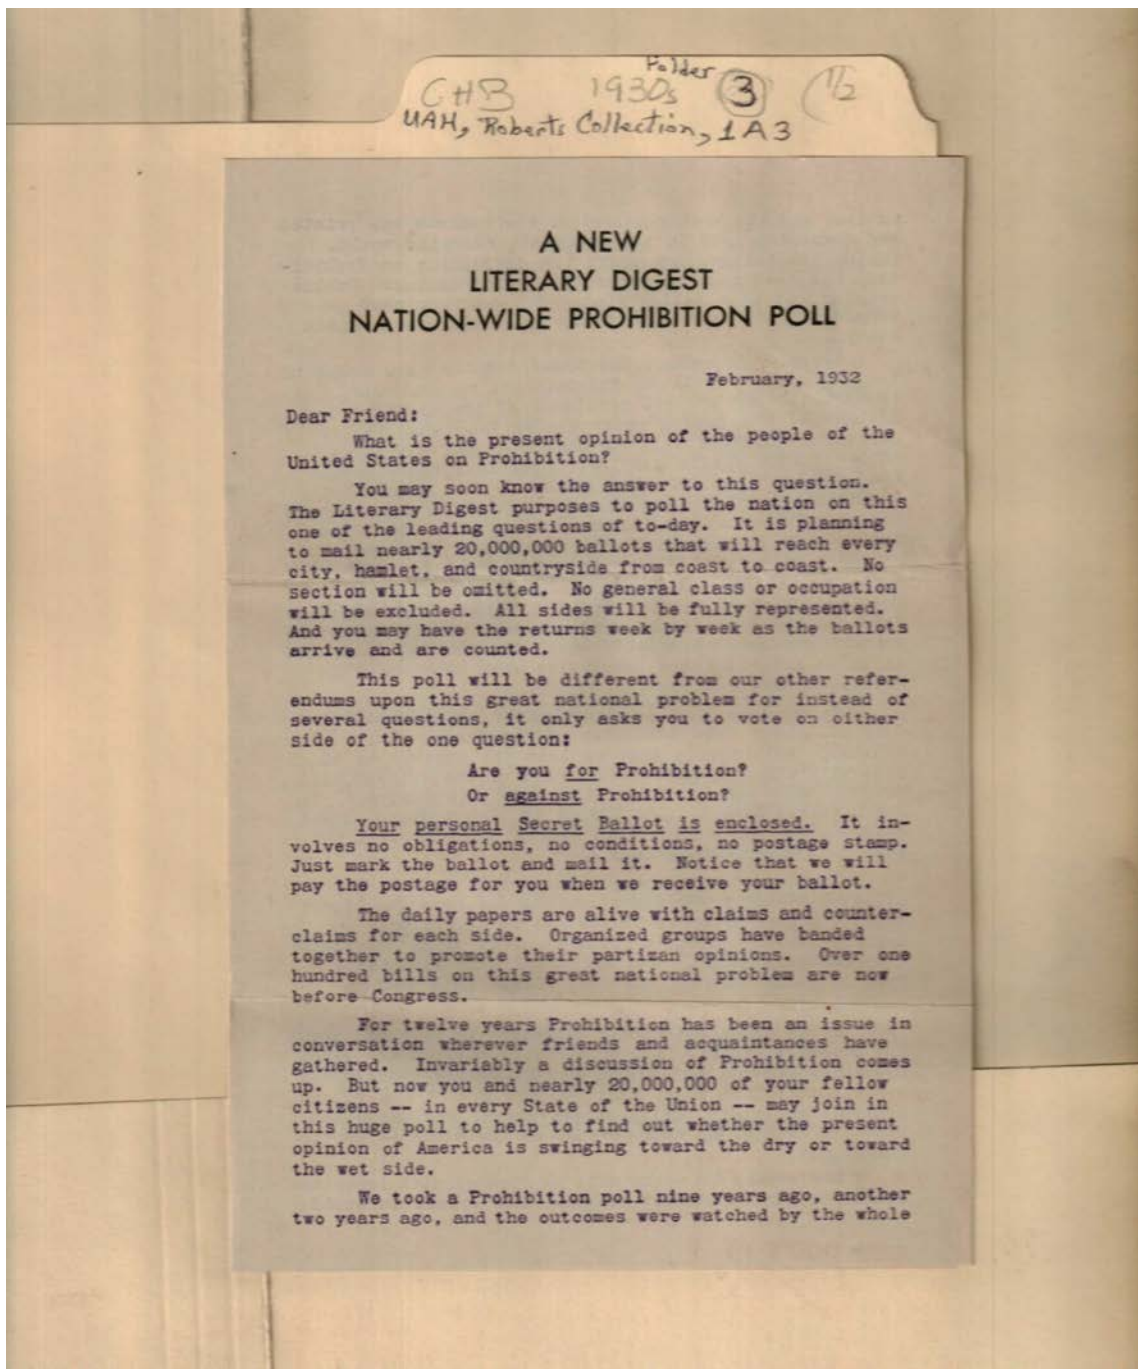 Folder
CHB 1930s 3 1/2
UAH, Roberts Collection, 1A3
A NEW
LITERARY DIGEST
NATION-WIDE PROHIBITION POLL
February, 1932
Dear Friend:
What is the present opinion of the people of the
United States on Prohibition?
You may soon know the answer to this question.
The Literary Digest purposes to poll the nation on this
one of the leading questions of to-day. It is planning
to mail nearly 20,000,000 ballots that will reach every
city, hamlet, and countryside from coast to coast. No
section will be omitted. No general class or occupation
will be excluded. All sides will be fully represented.
And you may have the returns week by week as the ballots
arrive and are counted.
This poll will be different from our other refer-
endums upon this great national problem for instead of
several questions, it only asks you to vote on either
side of the one question:
Are you for Prohibition?
Or against Prohibition?
Your personal Secret Ballot is enclosed. It in-
volves no obligations, no conditions, no postage stamp.
Just mark the ballot and mail it. Notice that we will
pay the postage for you when we receive your ballot.
The daily papers are alive with claims and counter-
claims for each side. Organized groups have banded
together to promote their partizan opinions. Over one
hundred bills on this great national problem are now
before Congress.
For twelve years Prohibition has been an issue in
conversation wherever friends and acquaintances have
gathered. Invariably a discussion of Prohibition comes
up. But now you and nearly 20,000,000 of your fellow
citizens -- in every State of the Union -- may join in
this huge poll to help to find out whether the present
opinion of America is swinging toward the dry or toward
the wet side.
We took a Prohibition poll nine years ago, another
two years ago, and the outcomes were watched by the whole